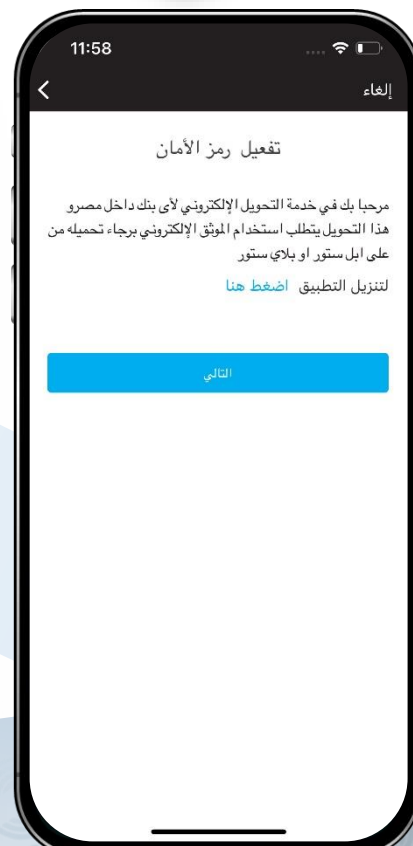 11:58
إلغاء
تفعيل رمز الأمان
مرحبا بك في خدمة التحويل الإلكتروني لأى بنك داخل مصرو
هذا التحويل يتطلب استخدام الموثق الإلكتروني برجاء تحميله من
على ابل ستور او بلاي ستور
لتنزيل التطبيق اضغط هنا
التالي